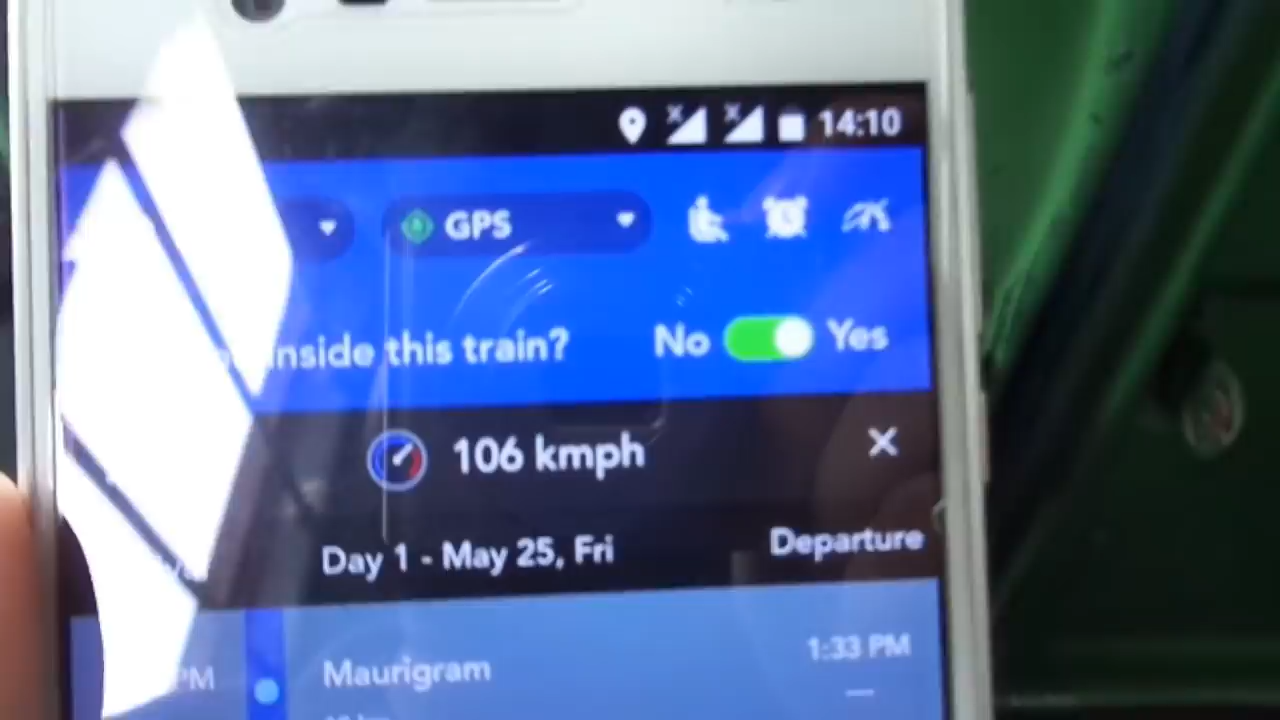 14:10
GPS
inside this train?
No Yes
106 kmph
Day 1 - May 25, Fri
Departure
PM
Maurigram
1:33 PM